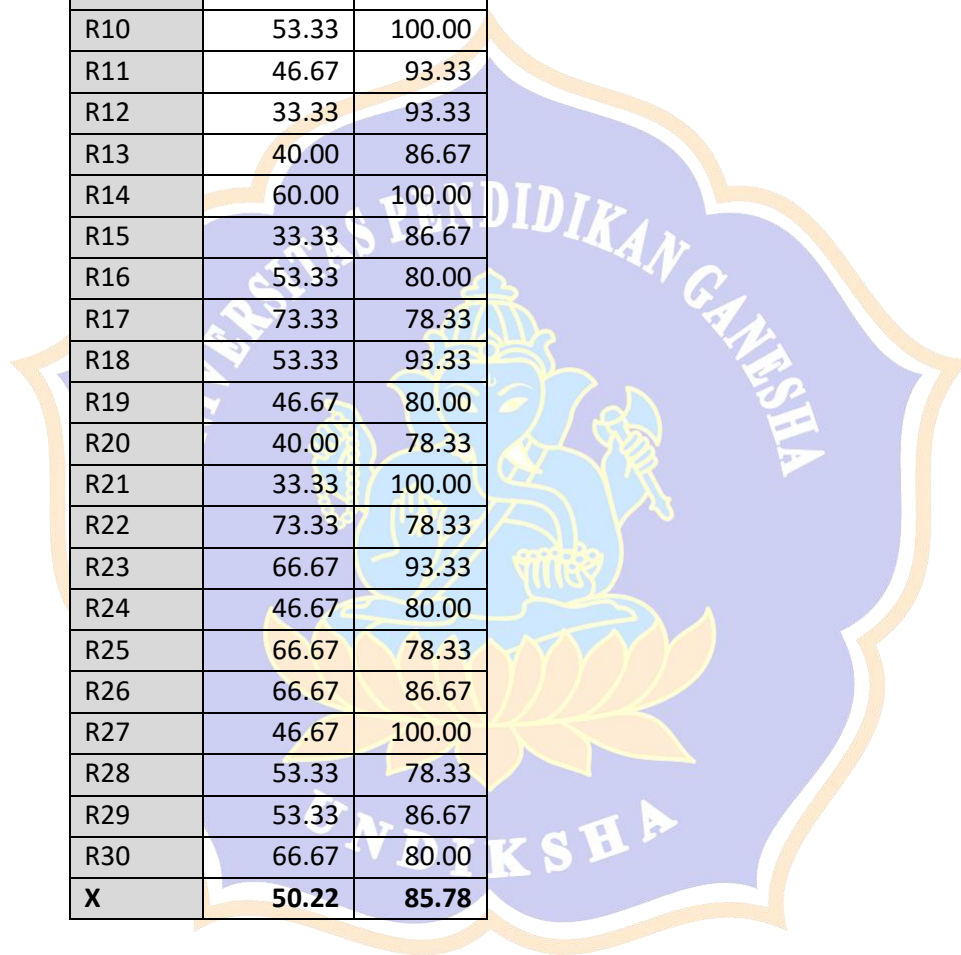 R10 53.33 100.00
R11 46.67 93.33
R12 33.33 93.33
R13 40.00 86.67
R14 60.00 100.00
R15 33.33 86.67
R16 53.33 80.00
R17 73.33 78.33
R18 53.33 93.33
R19 46.67 80.00
R20 40.00 78.33
R21 33.33 100.00
R22 73.33 78.33
R23 66.67 93.33
R24 46.67 80.00
R25 66.67 78.33
R26 66.67 86.67
R27 46.67 100.00
R28 53.33 78.33
R29 53.33 86.67
R30 66.67 80.00
X 50.22 85.78
UNIVERSITAS PENDIDIKAN GANESHA
UNDIKSHA